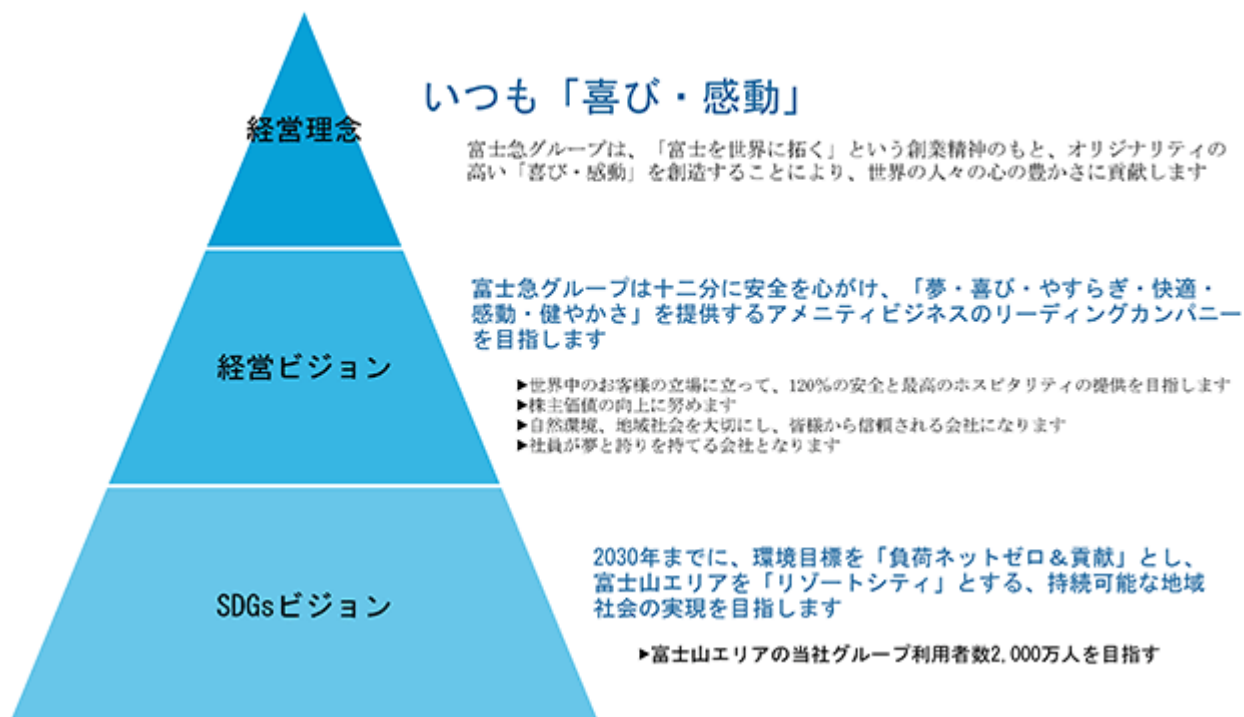 経営理念
いつも「喜び・感動」
富士急グループは、「富士を世界に拓く」という創業精神のもと、オリジナリティの
高い「喜び・感動」を創造することにより、世界の人々の心の豊かさに貢献します
経営ビジョン
富士急グループは十二分に安全を心がけ、「夢・喜び・やすらぎ・快適・
感動・健やかさ」を提供するアメニティビジネスのリーディングカンパニー
を目指します
▶世界中のお客様の立場に立って、120%の安全と最高のホスピタリティの提供を目指します
▶株主価値の向上に努めます
▶自然環境、地域社会を大切にし、皆様から信頼される会社になります
▶社員が夢と誇りを持てる会社となります
SDGsビジョン
2030年までに、環境目標を「負荷ネットゼロ&貢献」とし、
富士山エリアを「リゾートシティ」とする、持続可能な地域
社会の実現を目指します
▶富士山エリアの当社グループ利用者数2,000万人を目指す